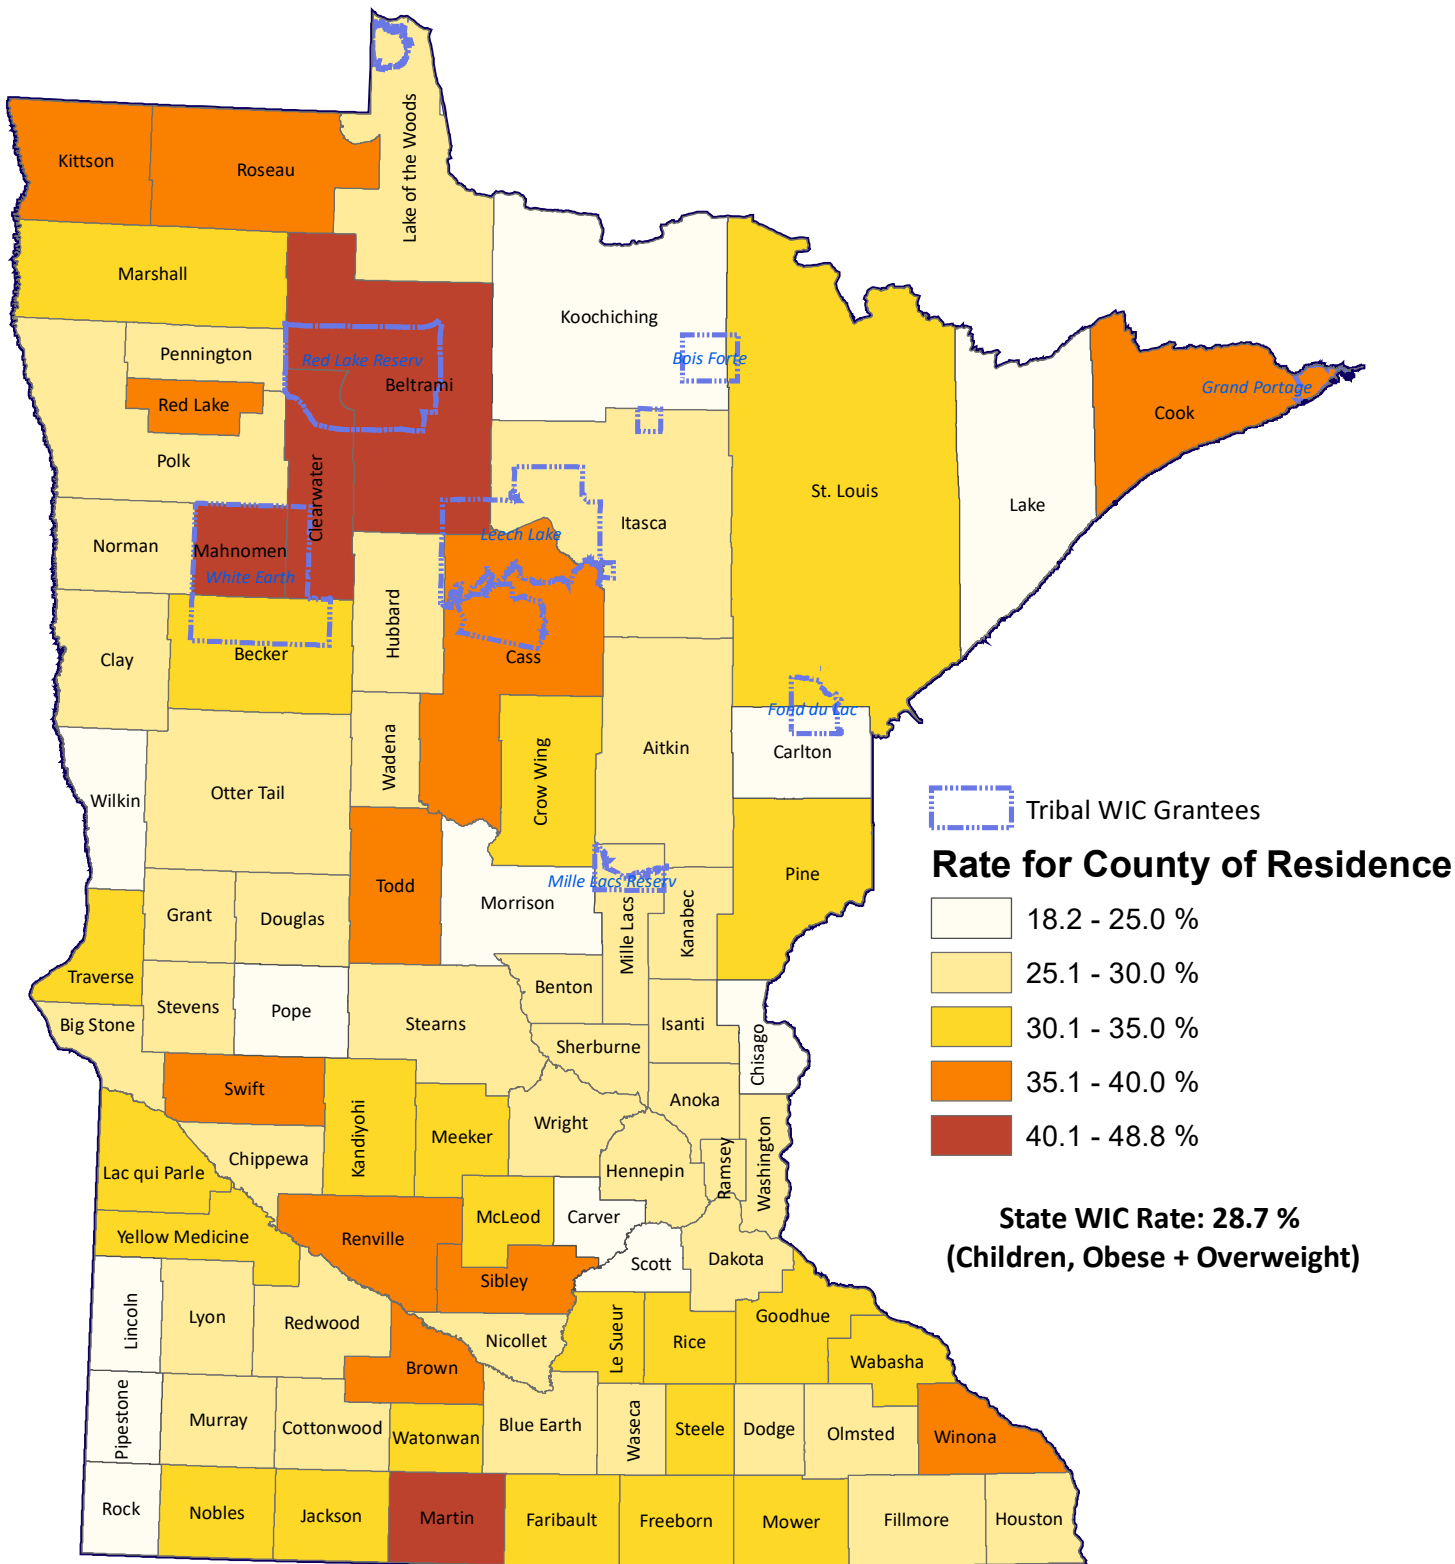 Lake of the Woods
Kittson
Roseau
Marshall
Koochiching
Pennington
Red Lake Reserv
Bois Forte
Beltrami
Grand Portage
Red Lake
Cook
Polk
Clearwater
St. Louis
Lake
Itasca
Leech Lake
Norman
Mahnomen
White Earth
Hubbard
Becker
Cass
Clay
Fond du Lac
Wadena
Aitkin
Carlton
Otter Tail
Wilkin
Crow Wing
Tribal WIC Grantees
Rate for County of Residence
Todd
Mille Lacs Reserv
Pine
Morrison
Grant
Douglas
18.2 - 25.0 %
Mille Lacs
Kanabec
Traverse
25.1 - 30.0 %
Benton
Stevens
Pope
Big Stone
Stearns
Isanti
30.1 - 35.0 %
Sherburne
Chisago
Swift
35.1 - 40.0 %
Anoka
Kandiyohi
Meeker
Wright
40.1 - 48.8 %
Chippewa
Lac qui Parle
Hennepin
Ramsey
Washington
McLeod
Carver
State WIC Rate: 28.7 %
(Children, Obese + Overweight)
Yellow Medicine
Renville
Scott
Dakota
Sibley
Lincoln
Lyon
Redwood
Goodhue
Nicollet
Le Sueur
Rice
Brown
Wabasha
Pipestone
Murray
Cottonwood
Watonwan
Blue Earth
Waseca
Steele
Dodge
Olmsted
Winona
Rock
Nobles
Jackson
Martin
Faribault
Freeborn
Mower
Fillmore
Houston